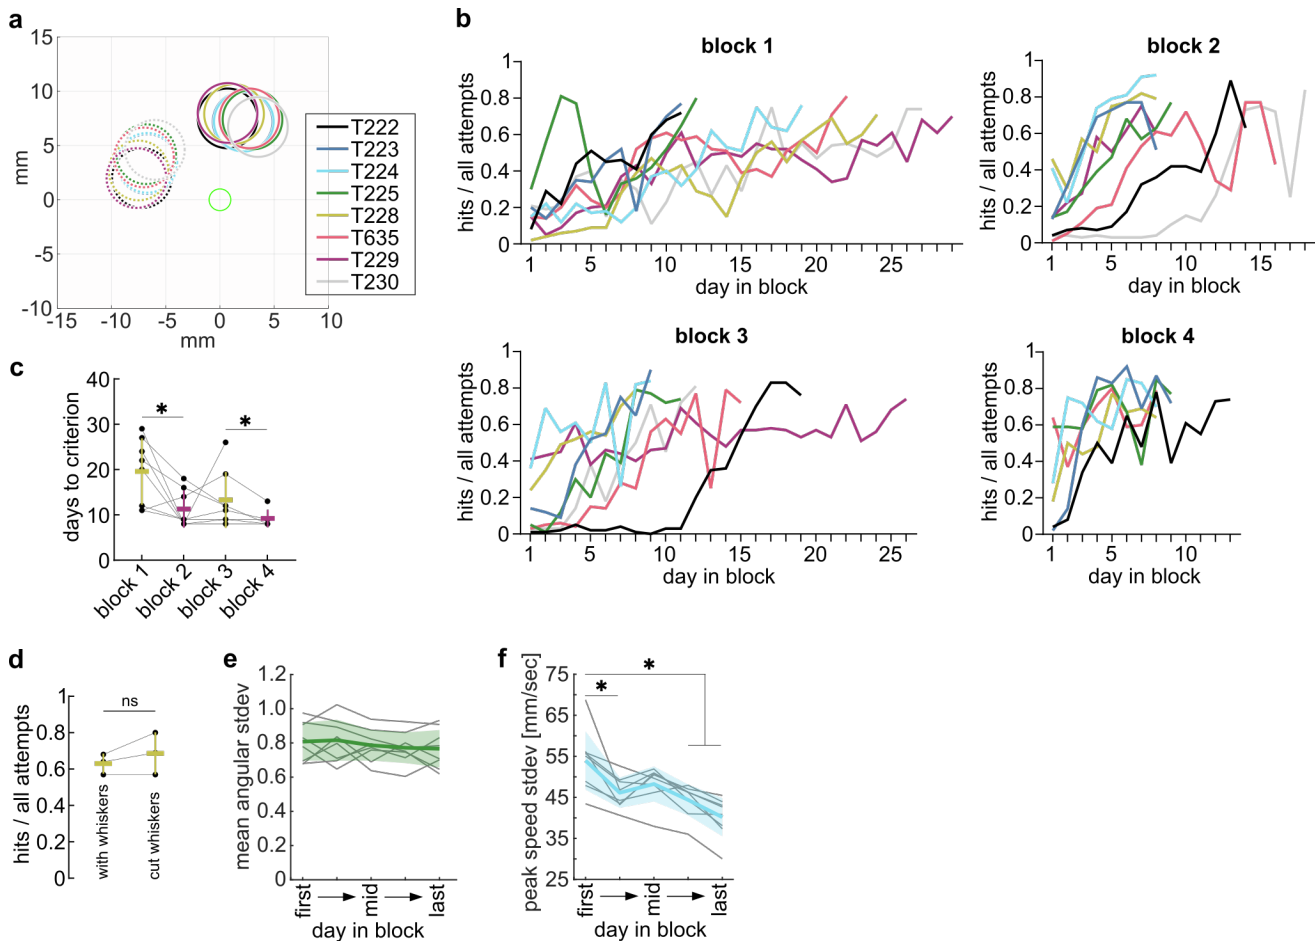 a
15
10
5
0
-5
-10
-15
-10
-5
0
5
10
mm
mm
T222
T223
T224
T225
T228
T635
T229
T230
b
block 1
hits / all attempts
1
0.8
0.6
0.4
0.2
0
1
5
10
15
20
25
day in block
block 2
hits / all attempts
1
0.8
0.6
0.4
0.2
0
1
5
10
15
day in block
block 3
hits / all attempts
1
0.8
0.6
0.4
0.2
0
1
5
10
15
20
25
day in block
block 4
hits / all attempts
1
0.8
0.6
0.4
0.2
0
1
5
10
day in block
c
days to criterion
40
30
20
10
0
*
*
block 1
block 2
block 3
block 4
d
hits / all attempts
1
0.8
0.6
0.4
0.2
0
ns
with whiskers
cut whiskers
e
mean angular stdev
1.2
1
0.8
0.6
0.4
0.2
0
first
mid
last
day in block
f
peak speed stdev [mm/sec]
75
65
55
45
35
25
*
*
first
mid
last
day in block